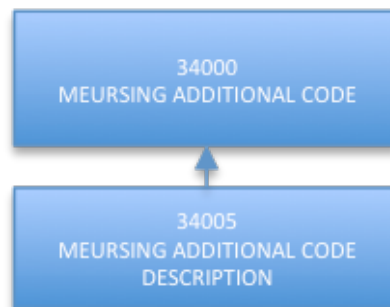 34000
MEURSING ADDITIONAL CODE
34005
MEURSING ADDITIONAL CODE
DESCRIPTION